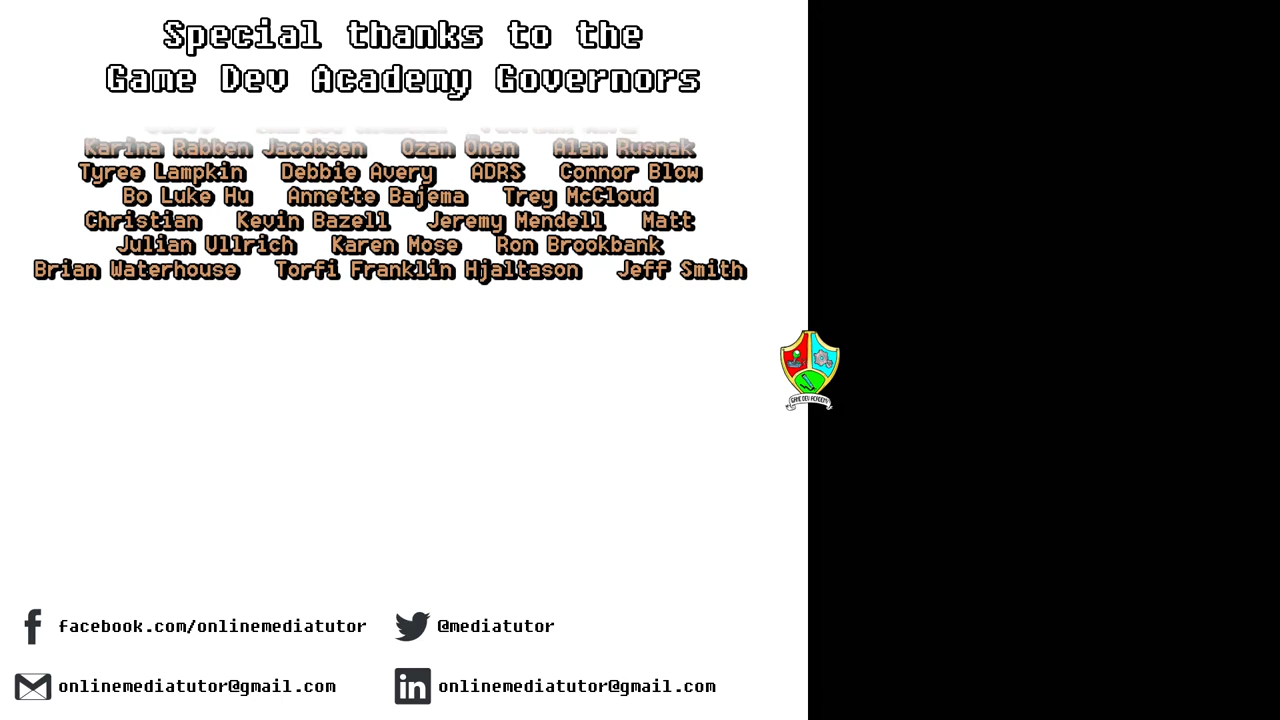 Special thanks to the
Game Dev Academy Governors
Karina Rabben Jacobsen Ozan Önen Alan Rusnak
Tyree Lampkin Debbie Avery ADRS Connor Blow
Bo Luke Hu Annette Bajema Trey McCloud
Christian Kevin Bazell Jeremy Mendell Matt
Julian Ullrich Karen Mose Ron Brookbank
Brian Waterhouse Torfi Franklin Hjaltason Jeff Smith
GAME DEV ACADEMY
facebook.com/onlinemediatutor @mediatutor
onlinemediatutor@gmail.com onlinemediatutor@gmail.com